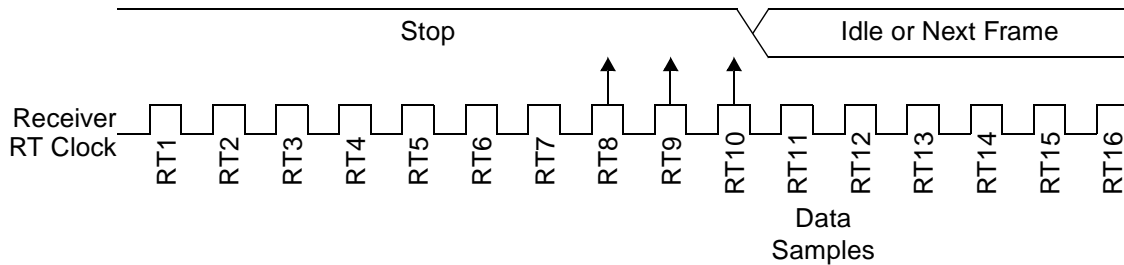 Stop
Idle or Next Frame
Receiver
RT Clock
RT1
RT2
RT3
RT4
RT5
RT6
RT7
RT8
RT9
RT10
RT11
RT12
RT13
RT14
RT15
RT16
Data
Samples